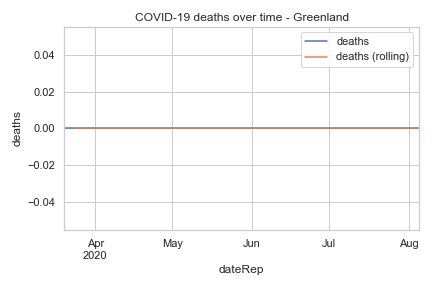 COVID-19 deaths over time - Greenland
deaths
deaths (rolling)
0.04
0.02
0.00
−0.02
−0.04
deaths
Apr
2020
May
Jun
Jul
Aug
dateRep